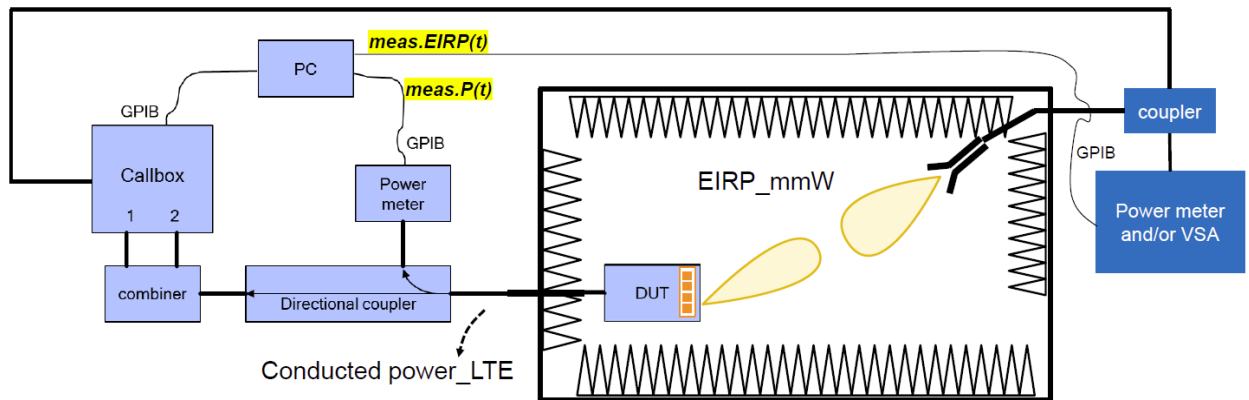 meas.EIRP(t)
PC
meas.P(t)
GPIB
coupler
GPIB
GPIB
Callbox
1 2
Power
meter
EIRP_mmW
Power meter
and/or VSA
combiner
Directional coupler
DUT
Conducted power_LTE